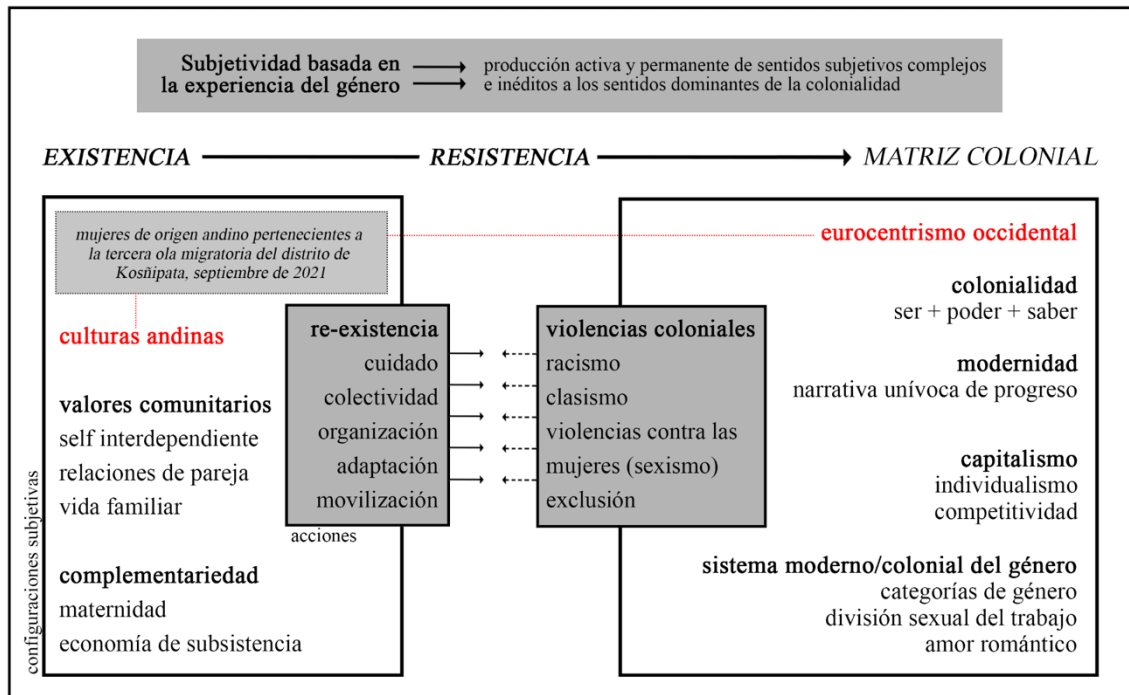 Subjetividad basada en
la experiencia del género
producción activa y permanente de sentidos subjetivos complejos
e inéditos a los sentidos dominantes de la colonialidad
EXISTENCIA
RESISTENCIA
MATRIZ COLONIAL
mujeres de origen andino pertenecientes a
la tercera ola migratoria del distrito de
Kosñipata, septiembre de 2021
culturas andinas
valores comunitarios
self interdependiente
relaciones de pareja
vida familiar
complementariedad
maternidad
economía de subsistencia
configuraciones subjetivas
re-existencia
cuidado
colectividad
organización
adaptación
movilización
acciones
violencias coloniales
racismo
clasismo
violencias contra las
mujeres (sexismo)
exclusión
eurocentrismo occidental
colonialidad
ser + poder + saber
modernidad
narrativa unívoca de progreso
capitalismo
individualismo
competitividad
sistema moderno/colonial del género
categorías de género
división sexual del trabajo
amor romántico